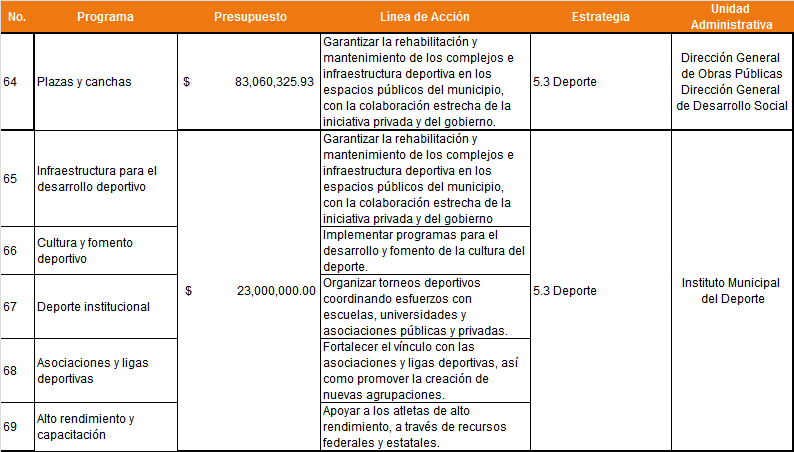 No.
Programa
Presupuesto
Línea de Acción
Estrategia
Unidad
Administrativa
64
Plazas y canchas
$ 83,060,325.93
Garantizar la rehabilitación y
mantenimiento de los complejos e
infraestructura deportiva en los
espacios públicos del municipio,
con la colaboración estrecha de la
iniciativa privada y del gobierno.
5.3 Deporte
Dirección General
de Obras Públicas
Dirección General
de Desarrollo Social
65
Infraestructura para el
desarrollo deportivo
$ 23,000,000.00
Garantizar la rehabilitación y
mantenimiento de los complejos e
infraestructura deportiva en los
espacios públicos del municipio,
con la colaboración estrecha de la
iniciativa privada y del gobierno
5.3 Deporte
Instituto Municipal
del Deporte
66
Cultura y fomento
deportivo
Implementar programas para el
desarrollo y fomento de la cultura del
deporte.
67
Deporte institucional
Organizar torneos deportivos
coordinando esfuerzos con
escuelas, universidades y
asociaciones públicas y privadas.
68
Asociaciones y ligas
deportivas
Fortalecer el vínculo con las
asociaciones y ligas deportivas, así
como promover la creación de
nuevas agrupaciones.
69
Alto rendimiento y
capacitación
Apoyar a los atletas de alto
rendimiento, a través de recursos
federales y estatales.